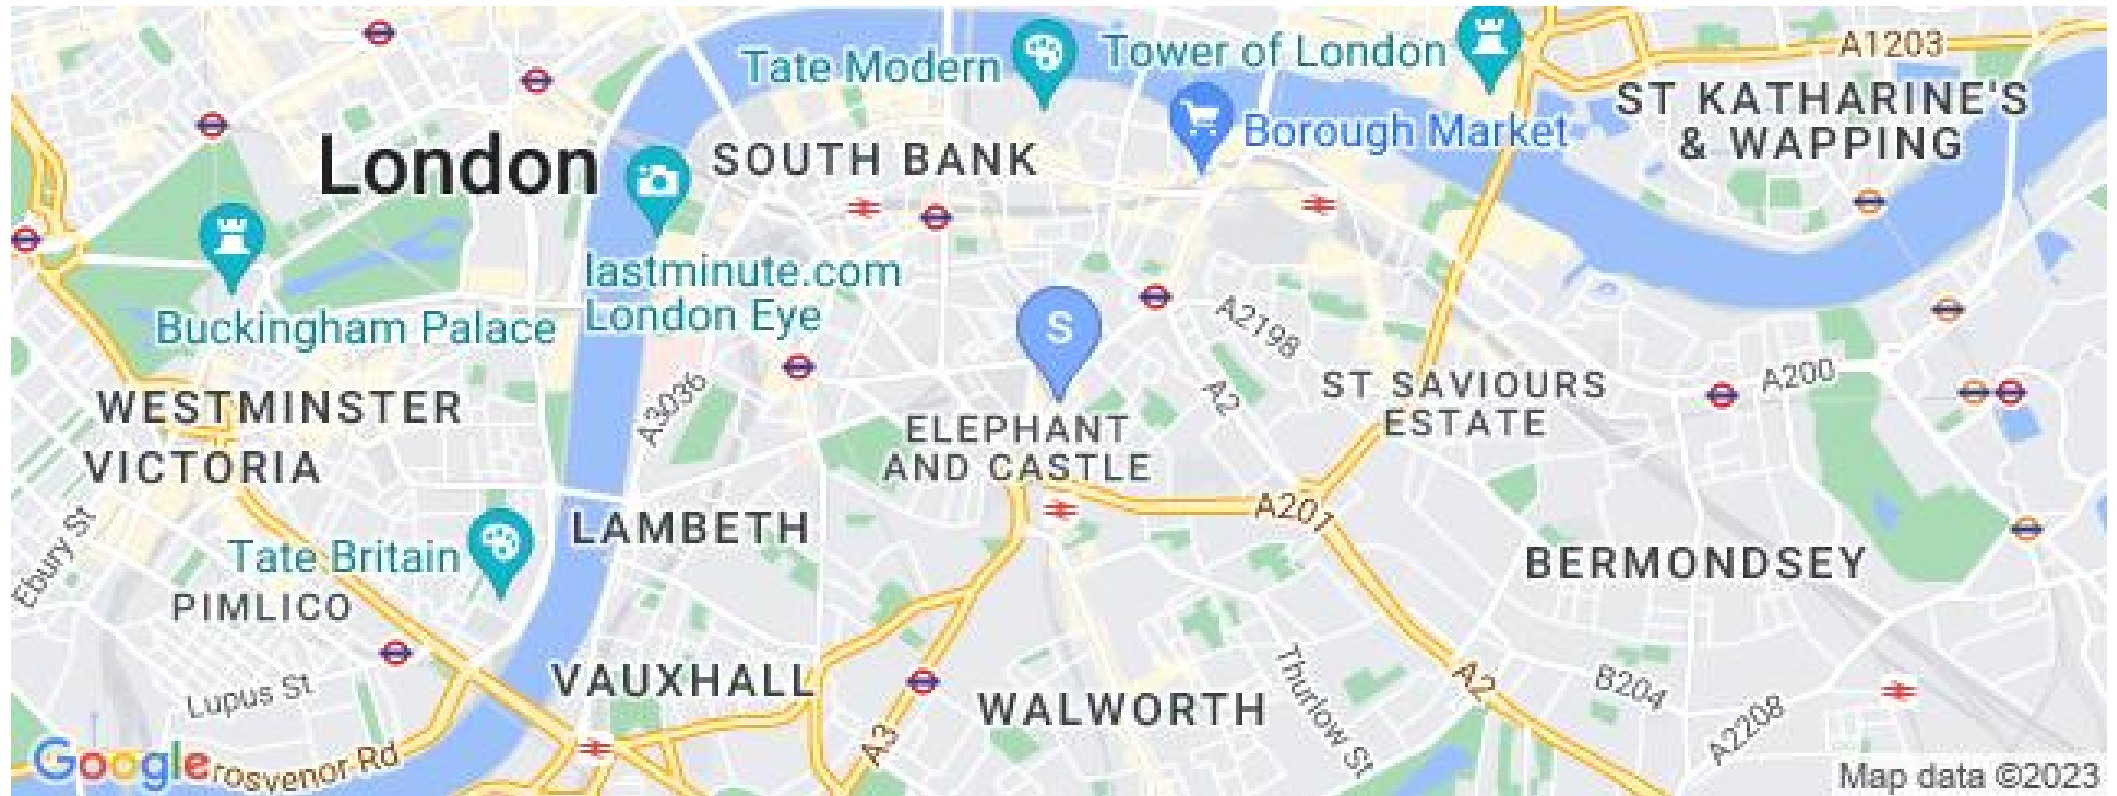 A1203
Tate Modern
Tower of London
ST KATHARINE'S
& WAPPING
Borough Market
London
SOUTH BANK
lastminute.com
London Eye
Buckingham Palace
S
A2198
A3036
A2
ST SAVIOURS
ESTATE
A200
WESTMINSTER
ELEPHANT
AND CASTLE
VICTORIA
A201
LAMBETH
Ebury St
Tate Britain
BERMONDSEY
PIMLICO
VAUXHALL
Lupus St
WALWORTH
Thurlow St
A2
B204
A3
A2208
Google
rosvenor Rd
Map data ©2023